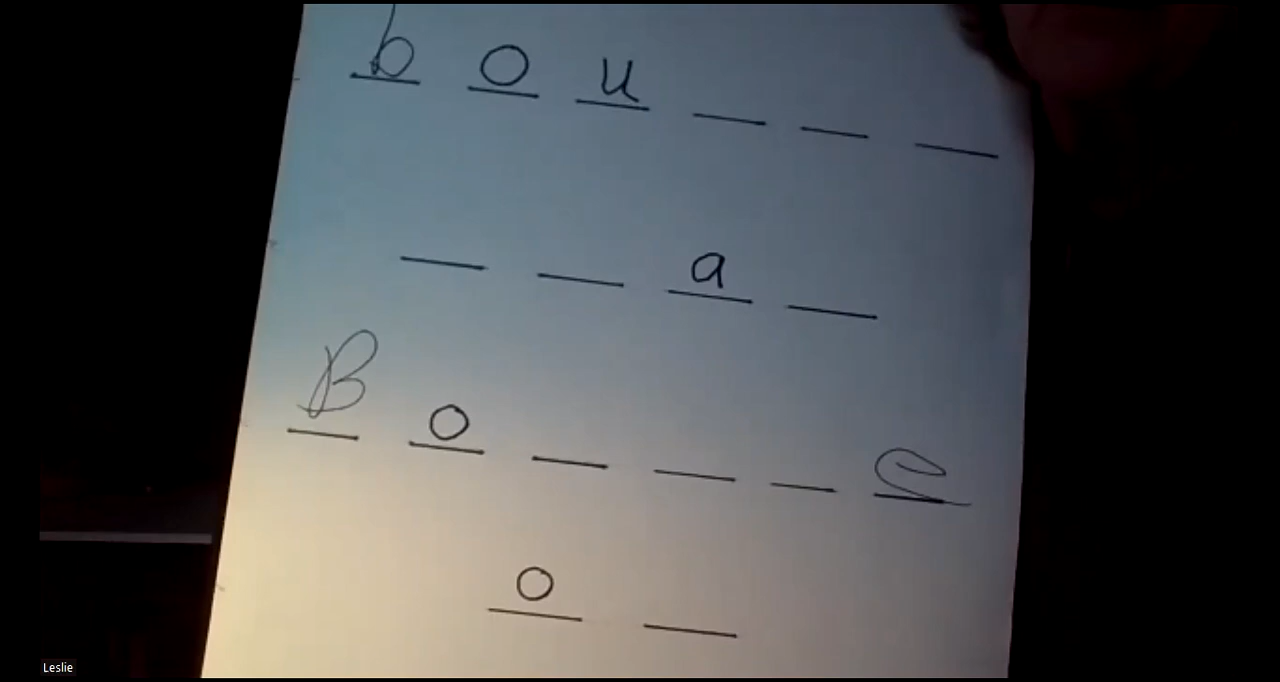 b o u _ _ _
_ _ a _
B o _ _ _ e
o _
Leslie